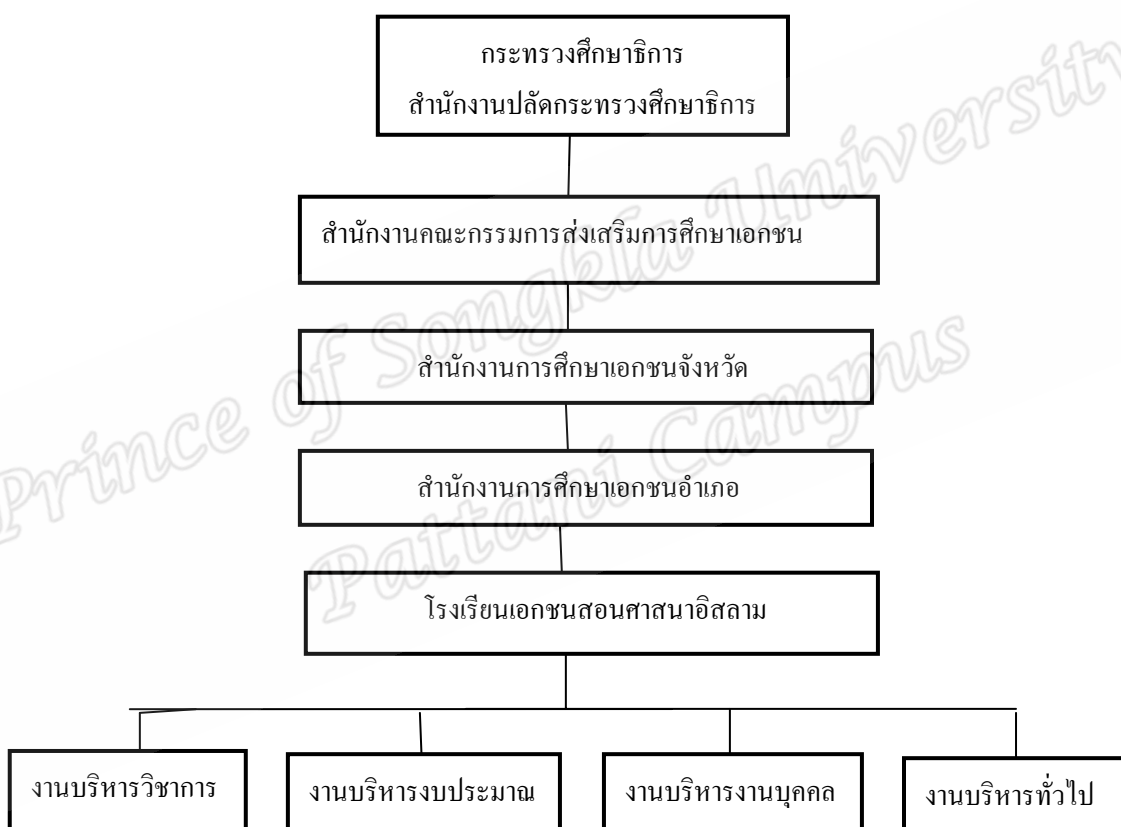 กระทรวงศึกษาธิการ
สำนักงานปลัดกระทรวงศึกษาธิการ
สำนักงานคณะกรรมการส่งเสริมการศึกษาเอกชน
สำนักงานการศึกษาเอกชนจังหวัด
สำนักงานการศึกษาเอกชนอำเภอ
โรงเรียนเอกชนสอนศาสนาอิสลาม
งานบริหารวิชาการ
งานบริหารงบประมาณ
งานบริหารงานบุคคล
งานบริหารทั่วไป
Prince of Songkla University
Pattani Campus